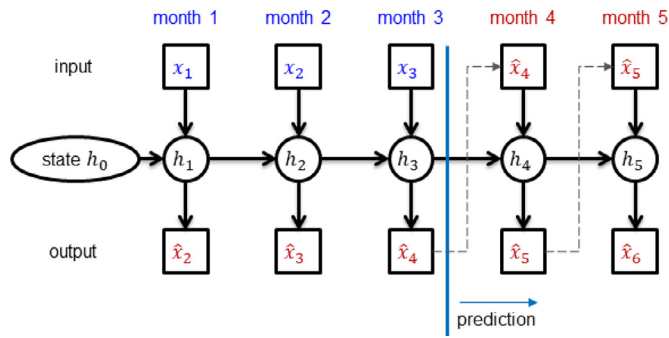 month 1 month 2 month 3 month 4 month 5
input x₁ x₂ x₃ x̂₄ x̂₅
state h₀ h₁ h₂ h₃ h₄ h₅
output x̂₂ x̂₃ x̂₄ x̂₅ x̂₆
prediction